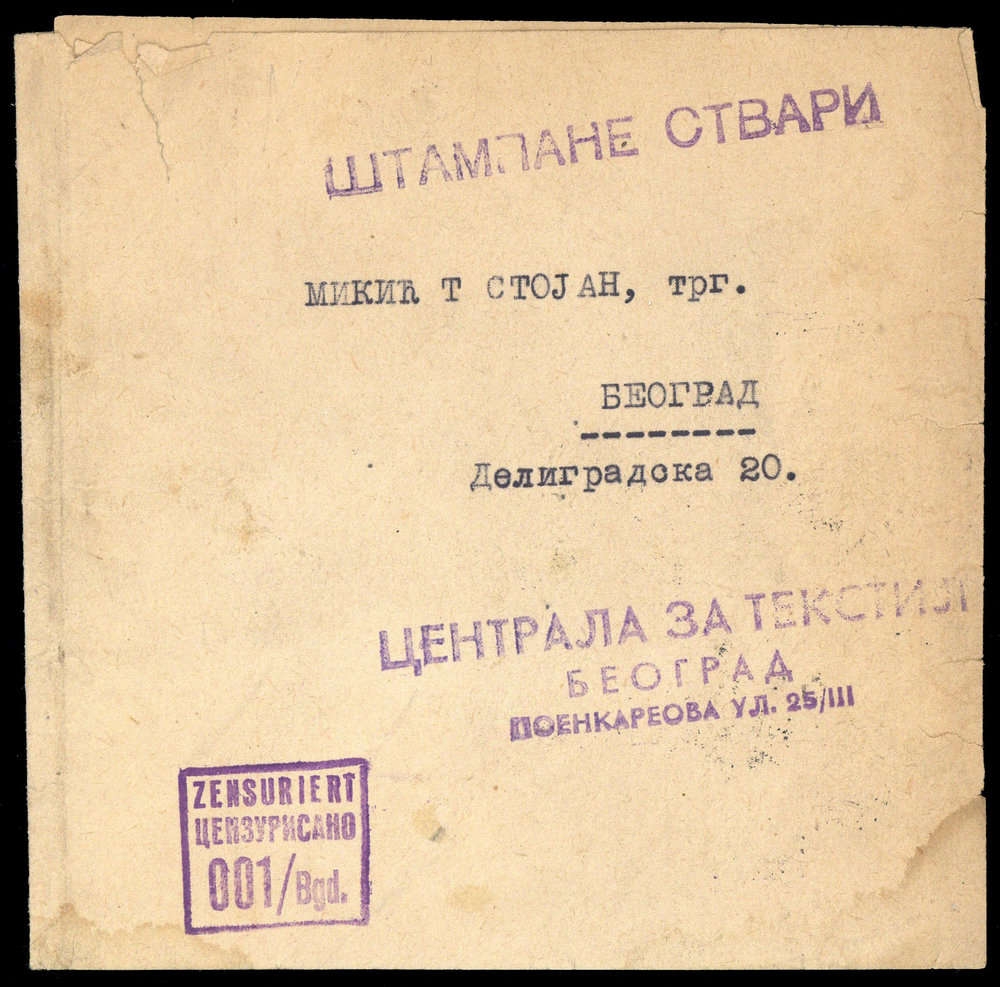 ШТАМПАНЕ СТВАРИ
МИКИЋ Т СТОЈАН, трг.
БЕОГРАД
--------
Делиградска 20.
ЦЕНТРАЛА ЗА ТЕКСТИЛ
БЕОГРАД
ПОЕНКАРЕОВА УЛ. 25/III
ZENSURIERT
ЦЕНЗУРИСАНО
001/Bgd.